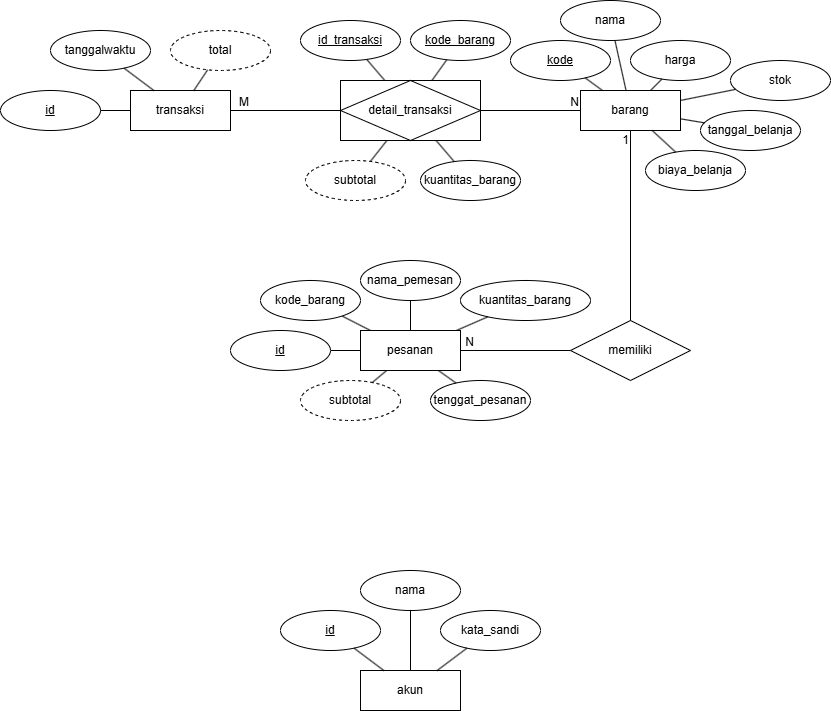 nama
tanggalwaktu
total
id_transaksi
kode_barang
kode
harga
stok
id
transaksi
M
detail_transaksi
N
barang
1
tanggal_belanja
subtotal
kuantitas_barang
biaya_belanja
nama_pemesan
kode_barang
kuantitas_barang
id
pesanan
N
memiliki
subtotal
tenggat_pesanan
nama
id
kata_sandi
akun